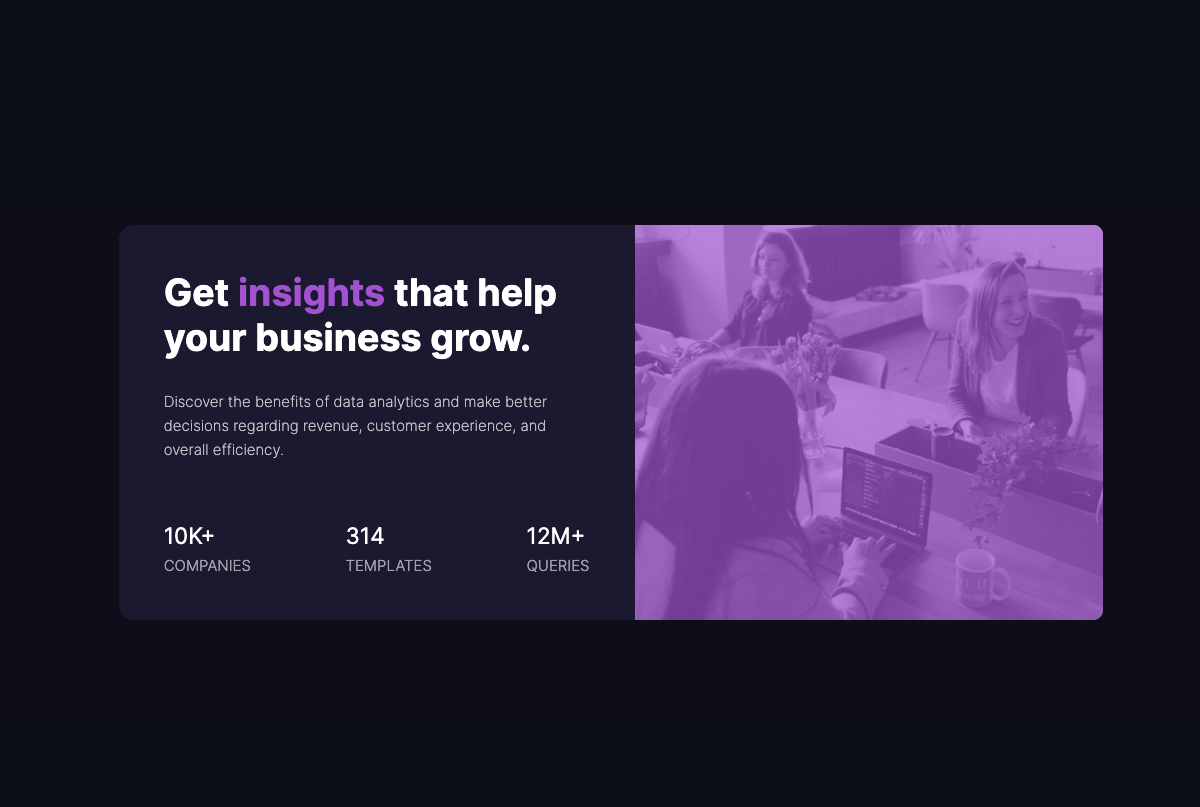 Get insights that help
your business grow.
Discover the benefits of data analytics and make better
decisions regarding revenue, customer experience, and
overall efficiency.
10K+ 314 12M+
COMPANIES TEMPLATES QUERIES